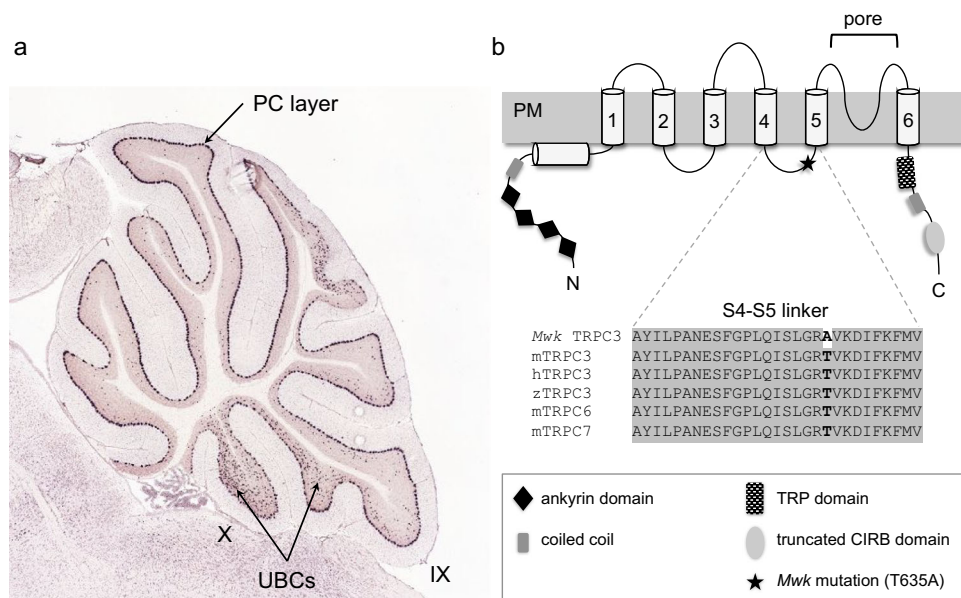 a
PC layer
X
UBCs
IX
b
pore
PM
1
2
3
4
5
6
N
C
S4-S5 linker
Mwk TRPC3 AYILPANESFGPLQISLGRAVKDIFKFMV
mTRPC3 AYILPANESFGPLQISLGRTVKDIFKFMV
hTRPC3 AYILPANESFGPLQISLGRTVKDIFKFMV
zTRPC3 AYILPANESFGPLQISLGRTVKDIFKFMV
mTRPC6 AYILPANESFGPLQISLGRTVKDIFKFMV
mTRPC7 AYILPANESFGPLQISLGRTVKDIFKFMV
ankyrin domain
coiled coil
TRP domain
truncated CIRB domain
Mwk mutation (T635A)